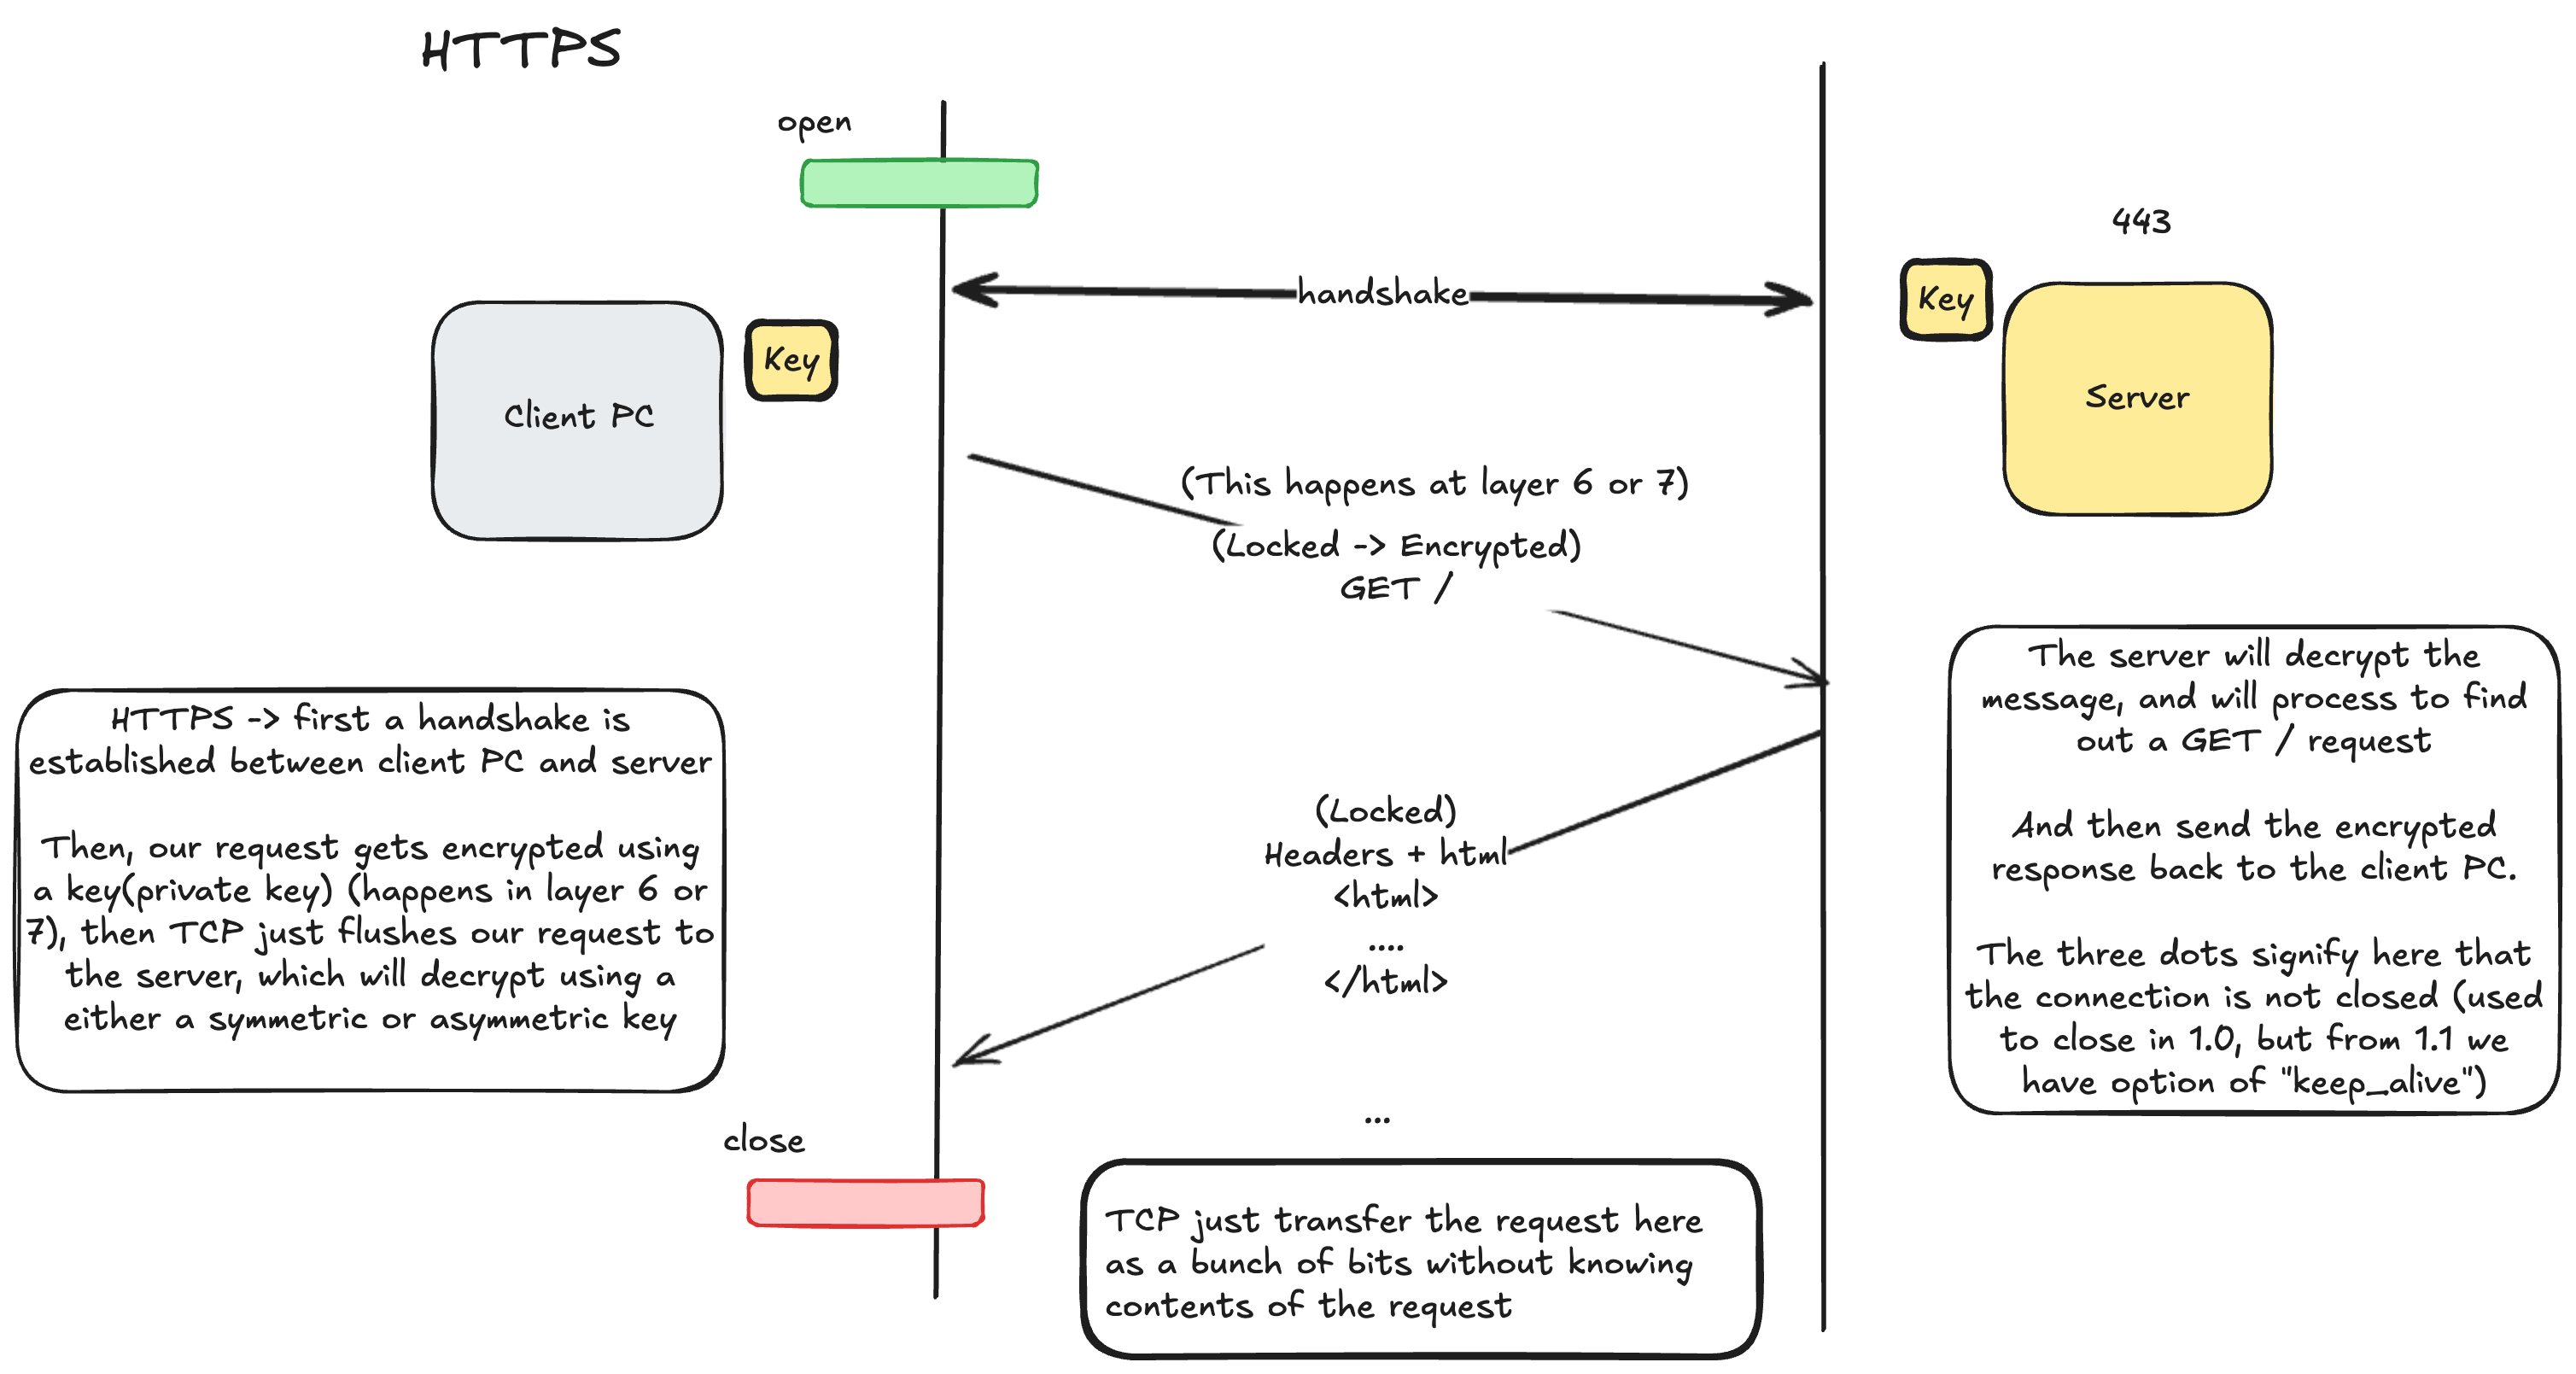 HTTPS
open
443
handshake
Key
Key
Client PC
Server
(This happens at layer 6 or 7)
(Locked -> Encrypted)
GET /
HTTPS -> first a handshake is
established between client PC and server
Then, our request gets encrypted using
a key(private key) (happens in layer 6 or
7), then TCP just flushes our request to
the server, which will decrypt using a
either a symmetric or asymmetric key
The server will decrypt the
message, and will process to find
out a GET / request
And then send the encrypted
response back to the client PC.
The three dots signify here that
the connection is not closed (used
to close in 1.0, but from 1.1 we
have option of "keep_alive")
(Locked)
Headers + html
<html>
....
</html>
...
close
TCP just transfer the request here
as a bunch of bits without knowing
contents of the request